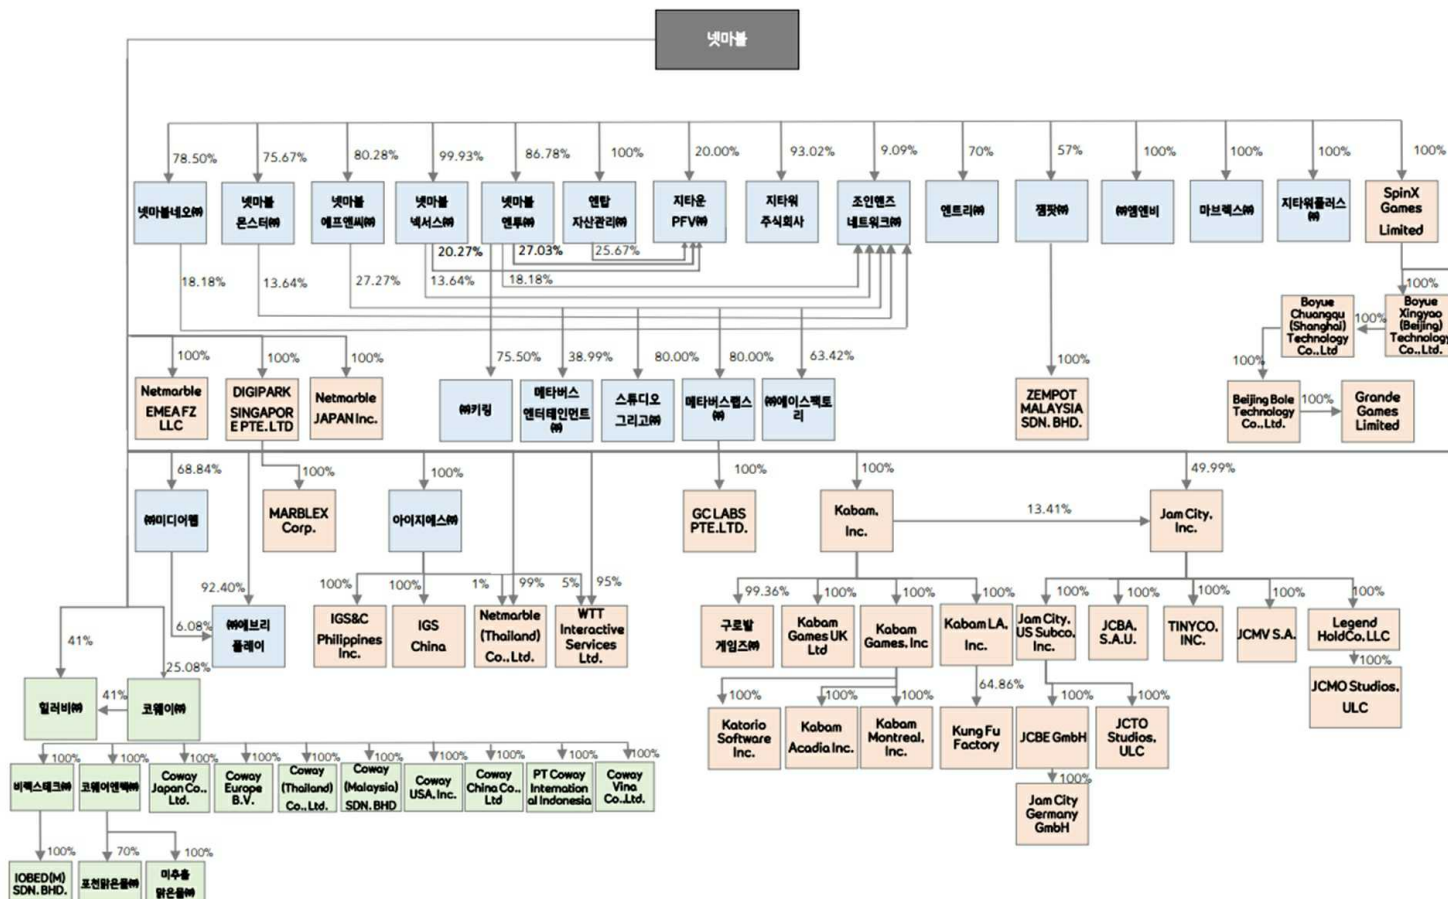 넷마블
78.50%
75.67%
80.28%
99.93%
86.78%
100%
20.00%
93.02%
9.09%
70%
57%
100%
100%
100%
100%
넷마블네오㈜
넷마블
몬스터㈜
넷마블
에프앤씨㈜
넷마블
넥서스㈜
넷마블
엔투㈜
엔탑
자산관리㈜
지타운
PFV㈜
지타워
주식회사
조인핸즈
네트워크㈜
엔트리㈜
잼팟㈜
㈜엠엔비
마브렉스㈜
지타워플러스
㈜
SpinX
Games
Limited
20.27%
27.03%
25.67%
18.18%
13.64%
27.27%
13.64%
18.18%
100%
Boyue
Chuangqu
(Shanghai)
Technology
Co.,Ltd
100%
Boyue
Xingyao
(Beijing)
Technology
Co.,Ltd.
100%
100%
100%
75.50%
38.99%
80.00%
80.00%
63.42%
100%
100%
Netmarble
EMEA FZ
LLC
DIGIPARK
SINGAPOR
E PTE. LTD
Netmarble
JAPAN Inc.
㈜키링
메타버스
엔터테인먼트
㈜
스튜디오
그리고㈜
메타버스랩스
㈜
㈜에이스팩토
리
ZEMPOT
MALAYSIA
SDN. BHD.
Beijing Bole
Technology
Co.,Ltd.
100%
Grande
Games
Limited
68.84%
100%
100%
100%
100%
49.99%
㈜미디어웹
MARBLEX
Corp.
아이지에스㈜
GC LABS
PTE.LTD.
Kabam,
Inc.
13.41%
Jam City,
Inc.
92.40%
100%
100%
1%
99%
5%
95%
99.36%
100%
100%
100%
100%
100%
100%
100%
100%
6.08%
㈜에브리
플레이
IGS&C
Philippines
Inc.
IGS
China
Netmarble
(Thailand)
Co.,Ltd.
WTT
Interactive
Services
Ltd.
구로발
게임즈㈜
Kabam
Games UK
Ltd
Kabam
Games, Inc
Kabam LA,
Inc.
Jam City,
US Subco,
Inc.
JCBA,
S.A.U.
TINYCO,
INC.
JCMV S.A.
Legend
HoldCo, LLC
41%
25.08%
100%
힐러비㈜
41%
코웨이㈜
100%
100%
100%
64.86%
100%
100%
JCMO Studios,
ULC
Katorio
Software
Inc.
Kabam
Acadia Inc.
Kabam
Montreal,
Inc.
Kung Fu
Factory
JCBE GmbH
JCTO
Studios,
ULC
100%
100%
100%
100%
100%
100%
100%
100%
100%
100%
비렉스테크㈜
코웨이엔텍㈜
Coway
Japan Co.,
Ltd.
Coway
Europe
B.V.
Coway
(Thailand)
Co., Ltd.
Coway
(Malaysia)
SDN. BHD
Coway
USA, Inc.
Coway
China Co.,
Ltd
PT Coway
Internation
al Indonesia
Coway
Vina
Co.,Ltd.
100%
Jam City
Germany
GmbH
100%
70%
100%
IOBED(M)
SDN. BHD.
포천맑은물㈜
미추홀
맑은물㈜